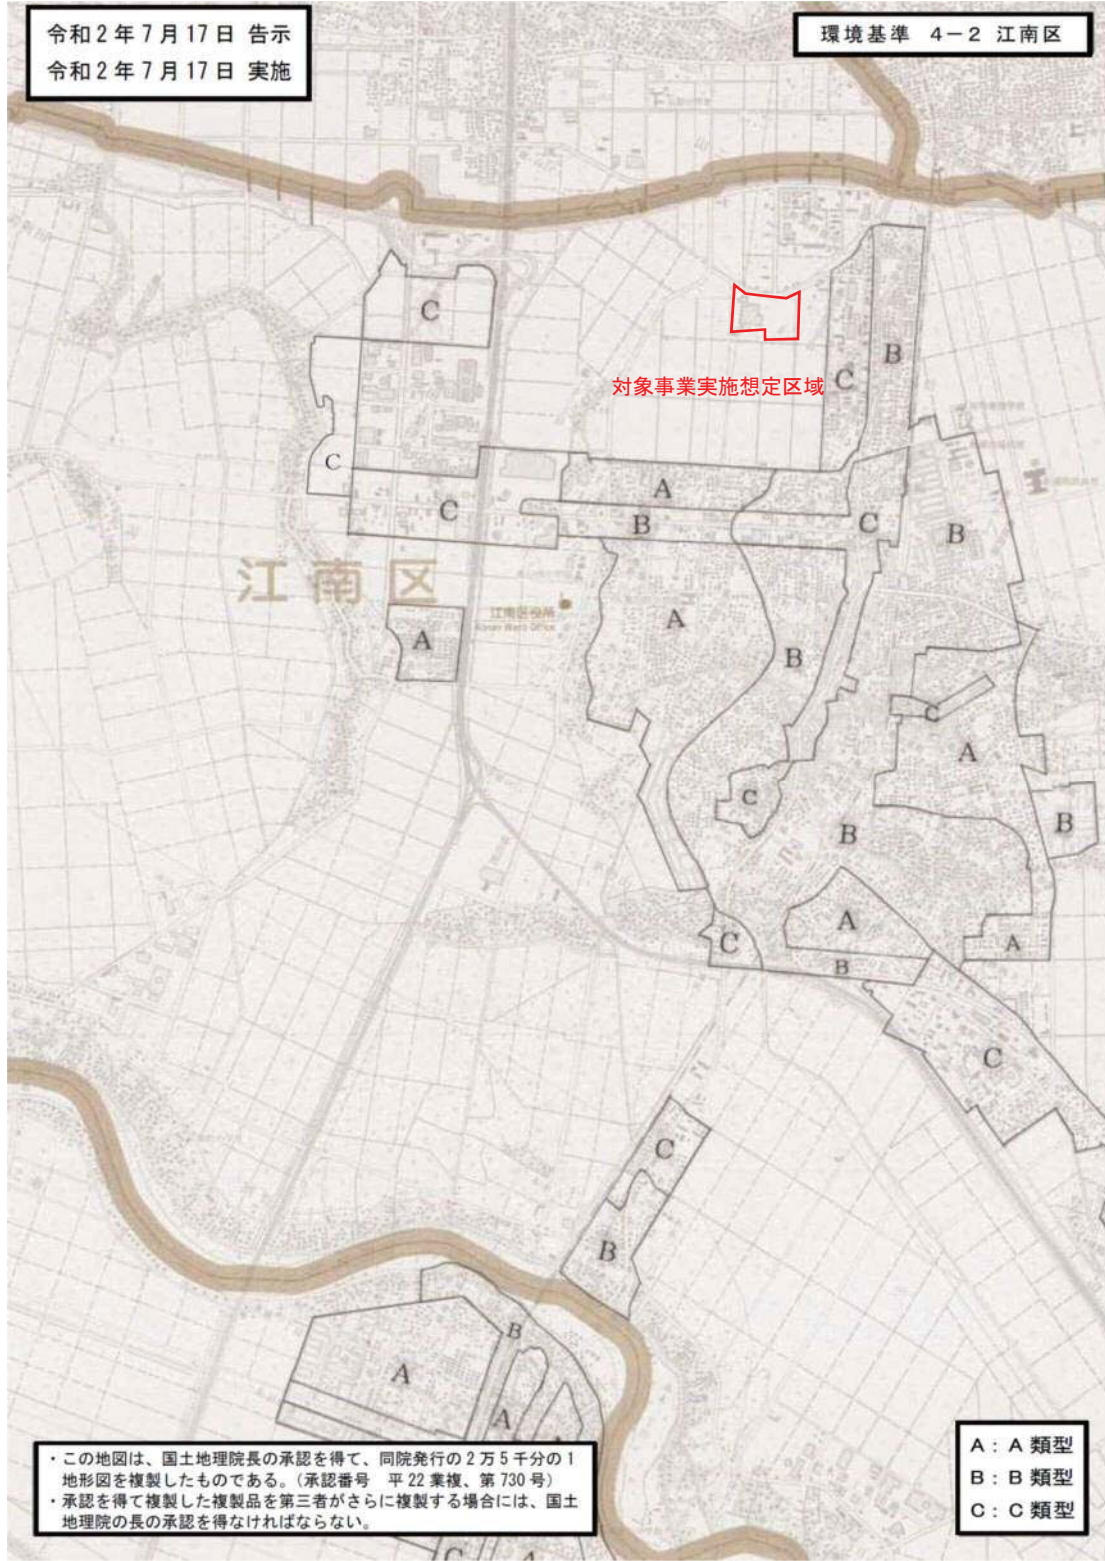 令和2年7月17日 告示
令和2年7月17日 実施
環境基準 4－2 江南区
C
B
対象事業実施想定区域
C
C
A
C
B
C
B
江南区
江南区役所
Konan Ward Office
A
A
B
C
A
C
B
B
A
C
A
B
C
C
B
B
A
A
・この地図は、国土地理院長の承認を得て、同院発行の2万5千分の1
地形図を複製したものである。（承認番号 平22業複、第730号）
・承認を得て複製した複製品を第三者がさらに複製する場合には、国土
地理院の長の承認を得なければならない。
A：A類型
B：B類型
C：C類型